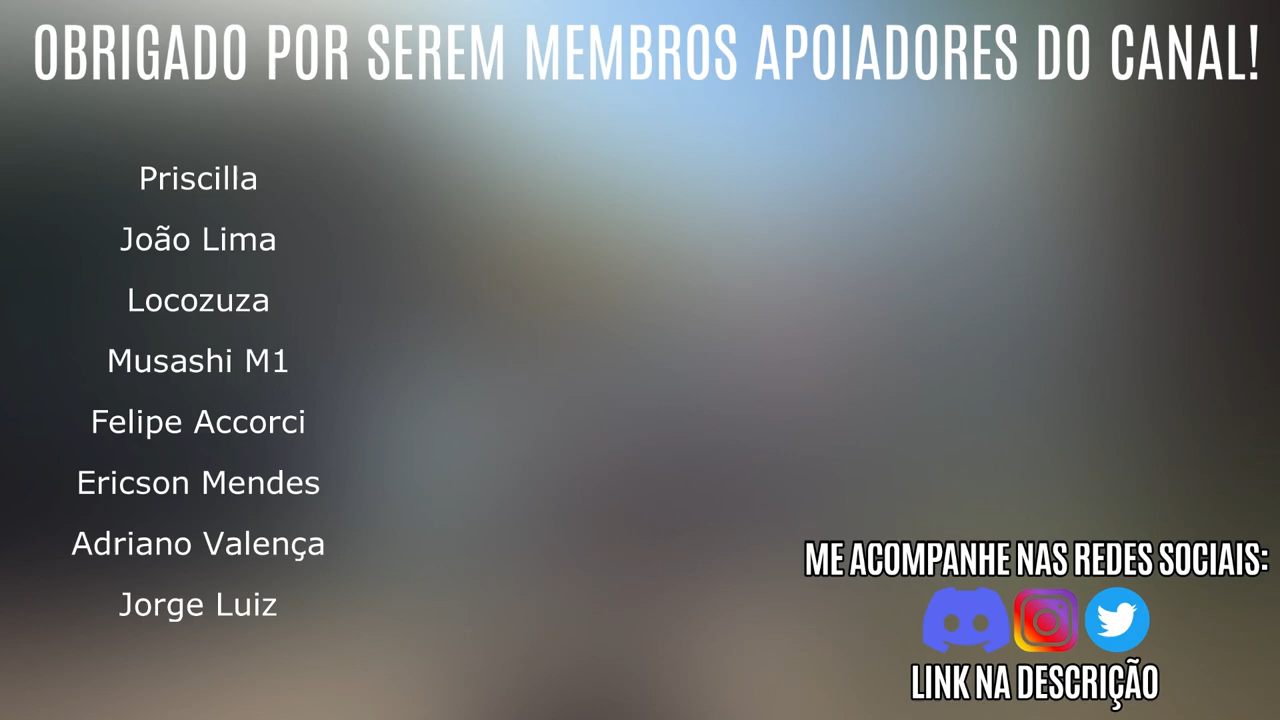 OBRIGADO POR SEREM MEMBROS APOIADORES DO CANAL!
Priscilla
João Lima
Locozuza
Musashi M1
Felipe Accorci
Ericson Mendes
Adriano Valença
Jorge Luiz
ME ACOMPANHE NAS REDES SOCIAIS:
LINK NA DESCRIÇÃO